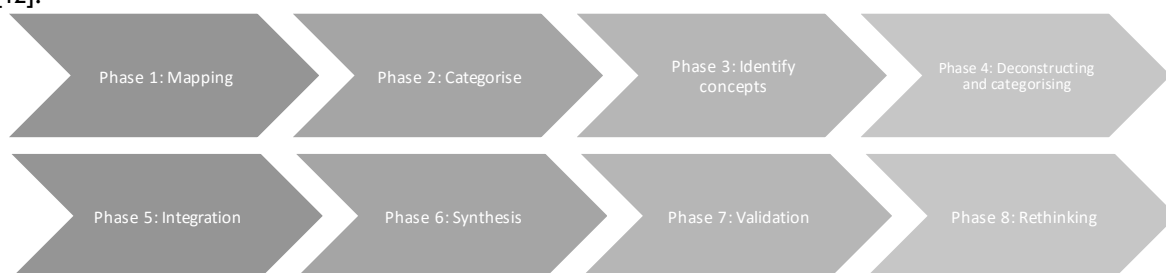 [42].
Phase 1: Mapping
Phase 2: Categorise
Phase 3: Identify
concepts
Phase 4: Deconstructing
and categorising
Phase 5: Integration
Phase 6: Synthesis
Phase 7: Validation
Phase 8: Rethinking